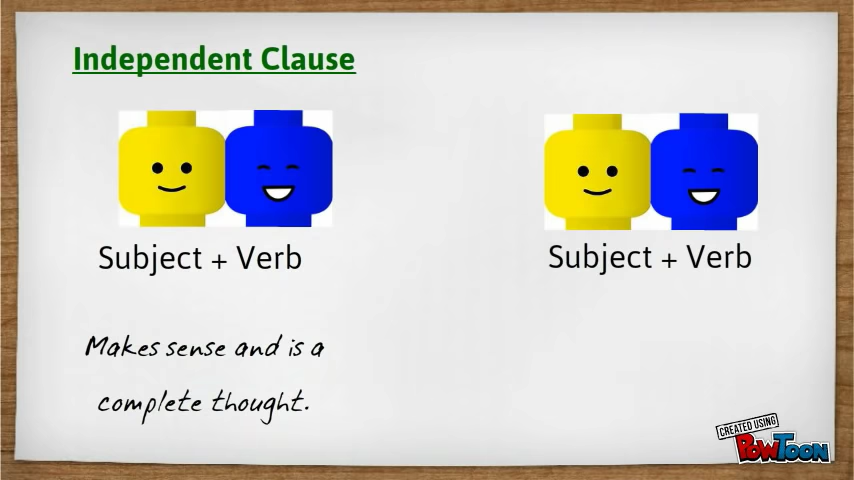 Independent Clause
Subject + Verb
Subject + Verb
Makes sense and is a
complete thought.
CREATED USING
POWTOON